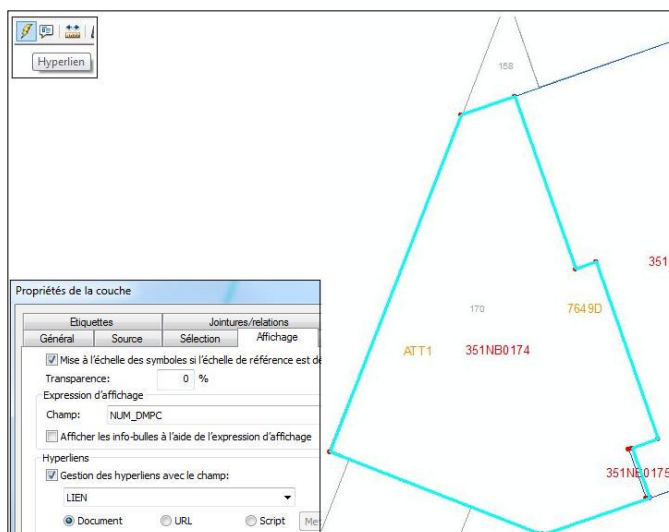 Hyperlien
158
351
170
7649D
ATT1
351NB0174
351NB0175
Propriétés de la couche
Etiquettes
Jointures/relations
Général
Source
Sélection
Affichage
Mise à l'échelle des symboles si l'échelle de référence est dé
Transparence: 0 %
Expression d'affichage
Champ: NUM_DMPC
Afficher les info-bulles à l'aide de l'expression d'affichage
Hyperliens
Gestion des hyperliens avec le champ:
LIEN
Document URL Script Mes